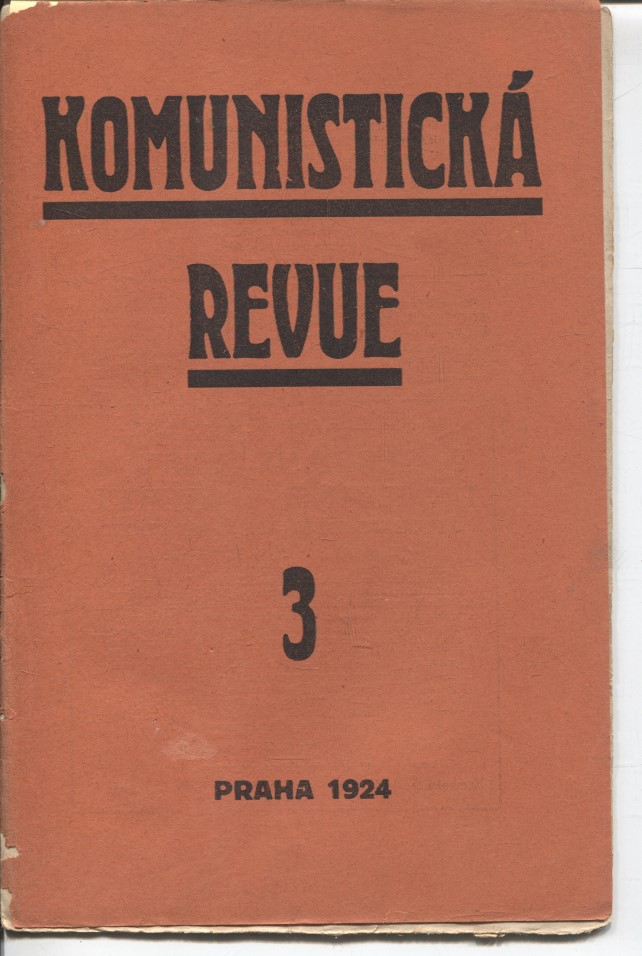 KOMUNISTICKÁ
REVUE
3
PRAHA 1924